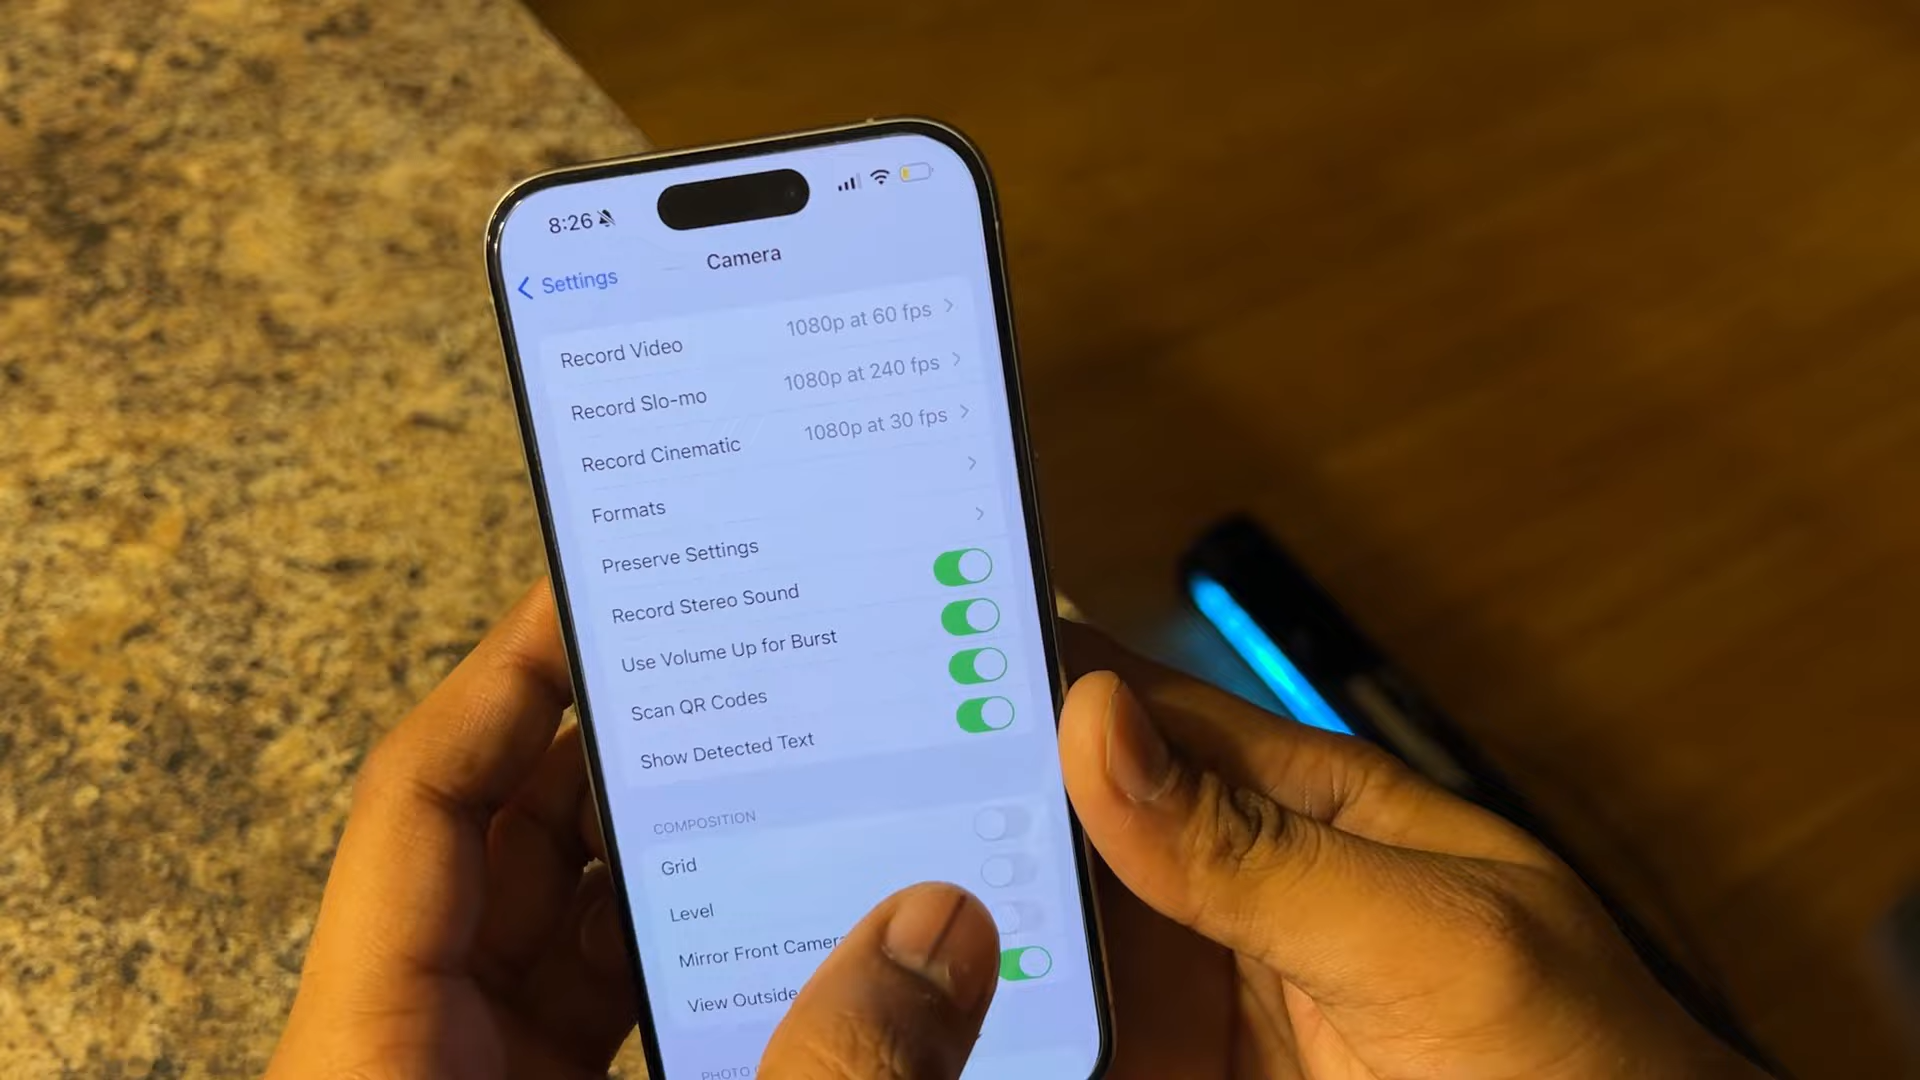 8:26
Settings
Camera
Record Video 1080p at 60 fps
Record Slo-mo 1080p at 240 fps
Record Cinematic 1080p at 30 fps
Formats
Preserve Settings
Record Stereo Sound
Use Volume Up for Burst
Scan QR Codes
Show Detected Text
COMPOSITION
Grid
Level
Mirror Front Camera
View Outside
PHOTO